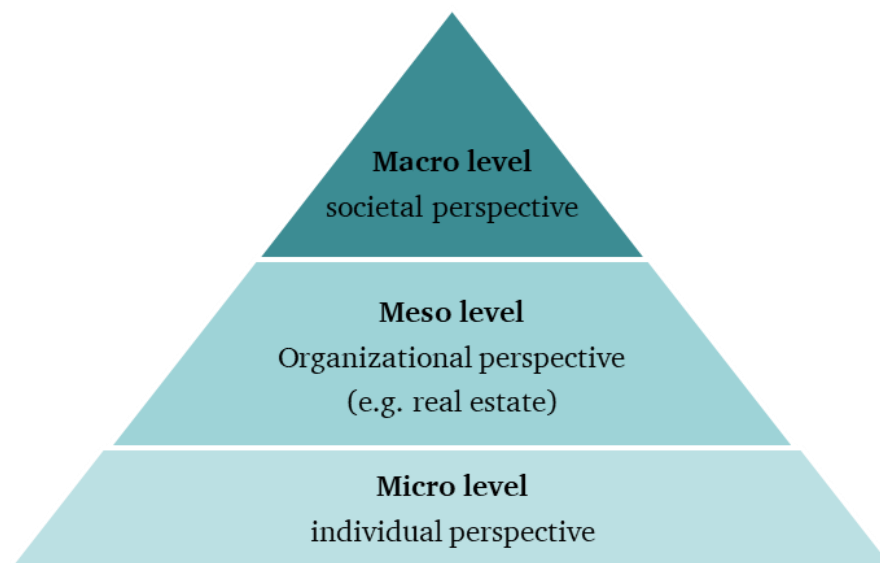 Macro level
societal perspective
Meso level
Organizational perspective
(e.g. real estate)
Micro level
individual perspective